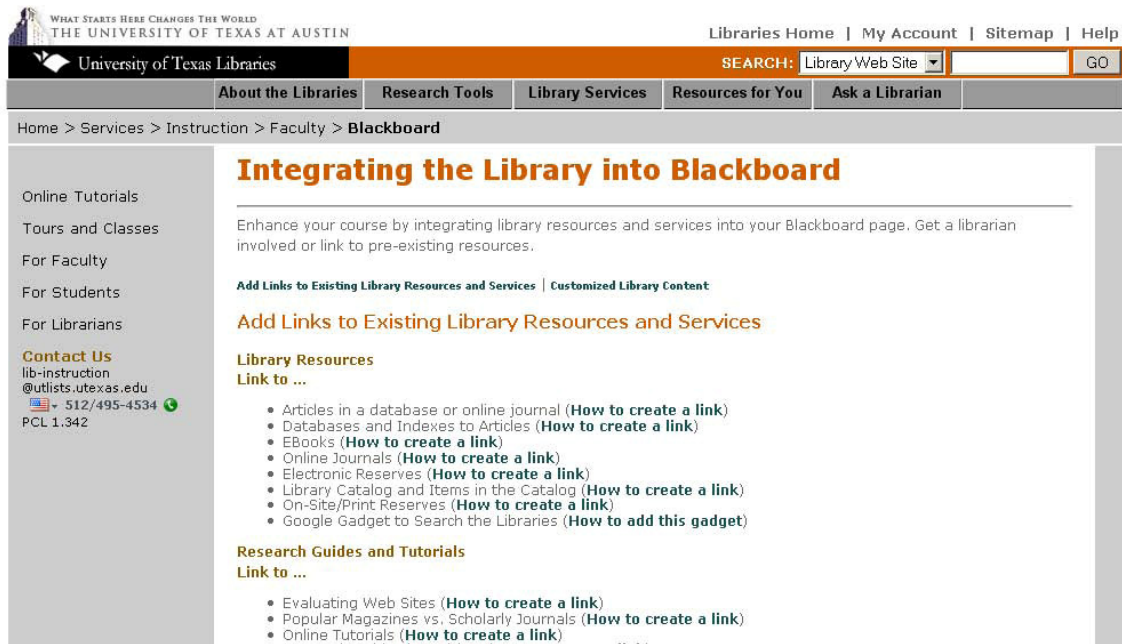 WHAT STARTS HERE CHANGES THE WORLD
THE UNIVERSITY OF TEXAS AT AUSTIN
Libraries Home | My Account | Sitemap | Help
University of Texas Libraries
SEARCH: Library Web Site GO
About the Libraries Research Tools Library Services Resources for You Ask a Librarian
Home > Services > Instruction > Faculty > Blackboard
Online Tutorials
Tours and Classes
For Faculty
For Students
For Librarians
Contact Us
lib-instruction
@utlists.utexas.edu
512/495-4534
PCL 1.342
Integrating the Library into Blackboard
Enhance your course by integrating library resources and services into your Blackboard page. Get a librarian
involved or link to pre-existing resources.
Add Links to Existing Library Resources and Services | Customized Library Content
Add Links to Existing Library Resources and Services
Library Resources
Link to ...
• Articles in a database or online journal (How to create a link)
• Databases and Indexes to Articles (How to create a link)
• EBooks (How to create a link)
• Online Journals (How to create a link)
• Electronic Reserves (How to create a link)
• Library Catalog and Items in the Catalog (How to create a link)
• On-Site/Print Reserves (How to create a link)
• Google Gadget to Search the Libraries (How to add this gadget)
Research Guides and Tutorials
Link to ...
• Evaluating Web Sites (How to create a link)
• Popular Magazines vs. Scholarly Journals (How to create a link)
• Online Tutorials (How to create a link)